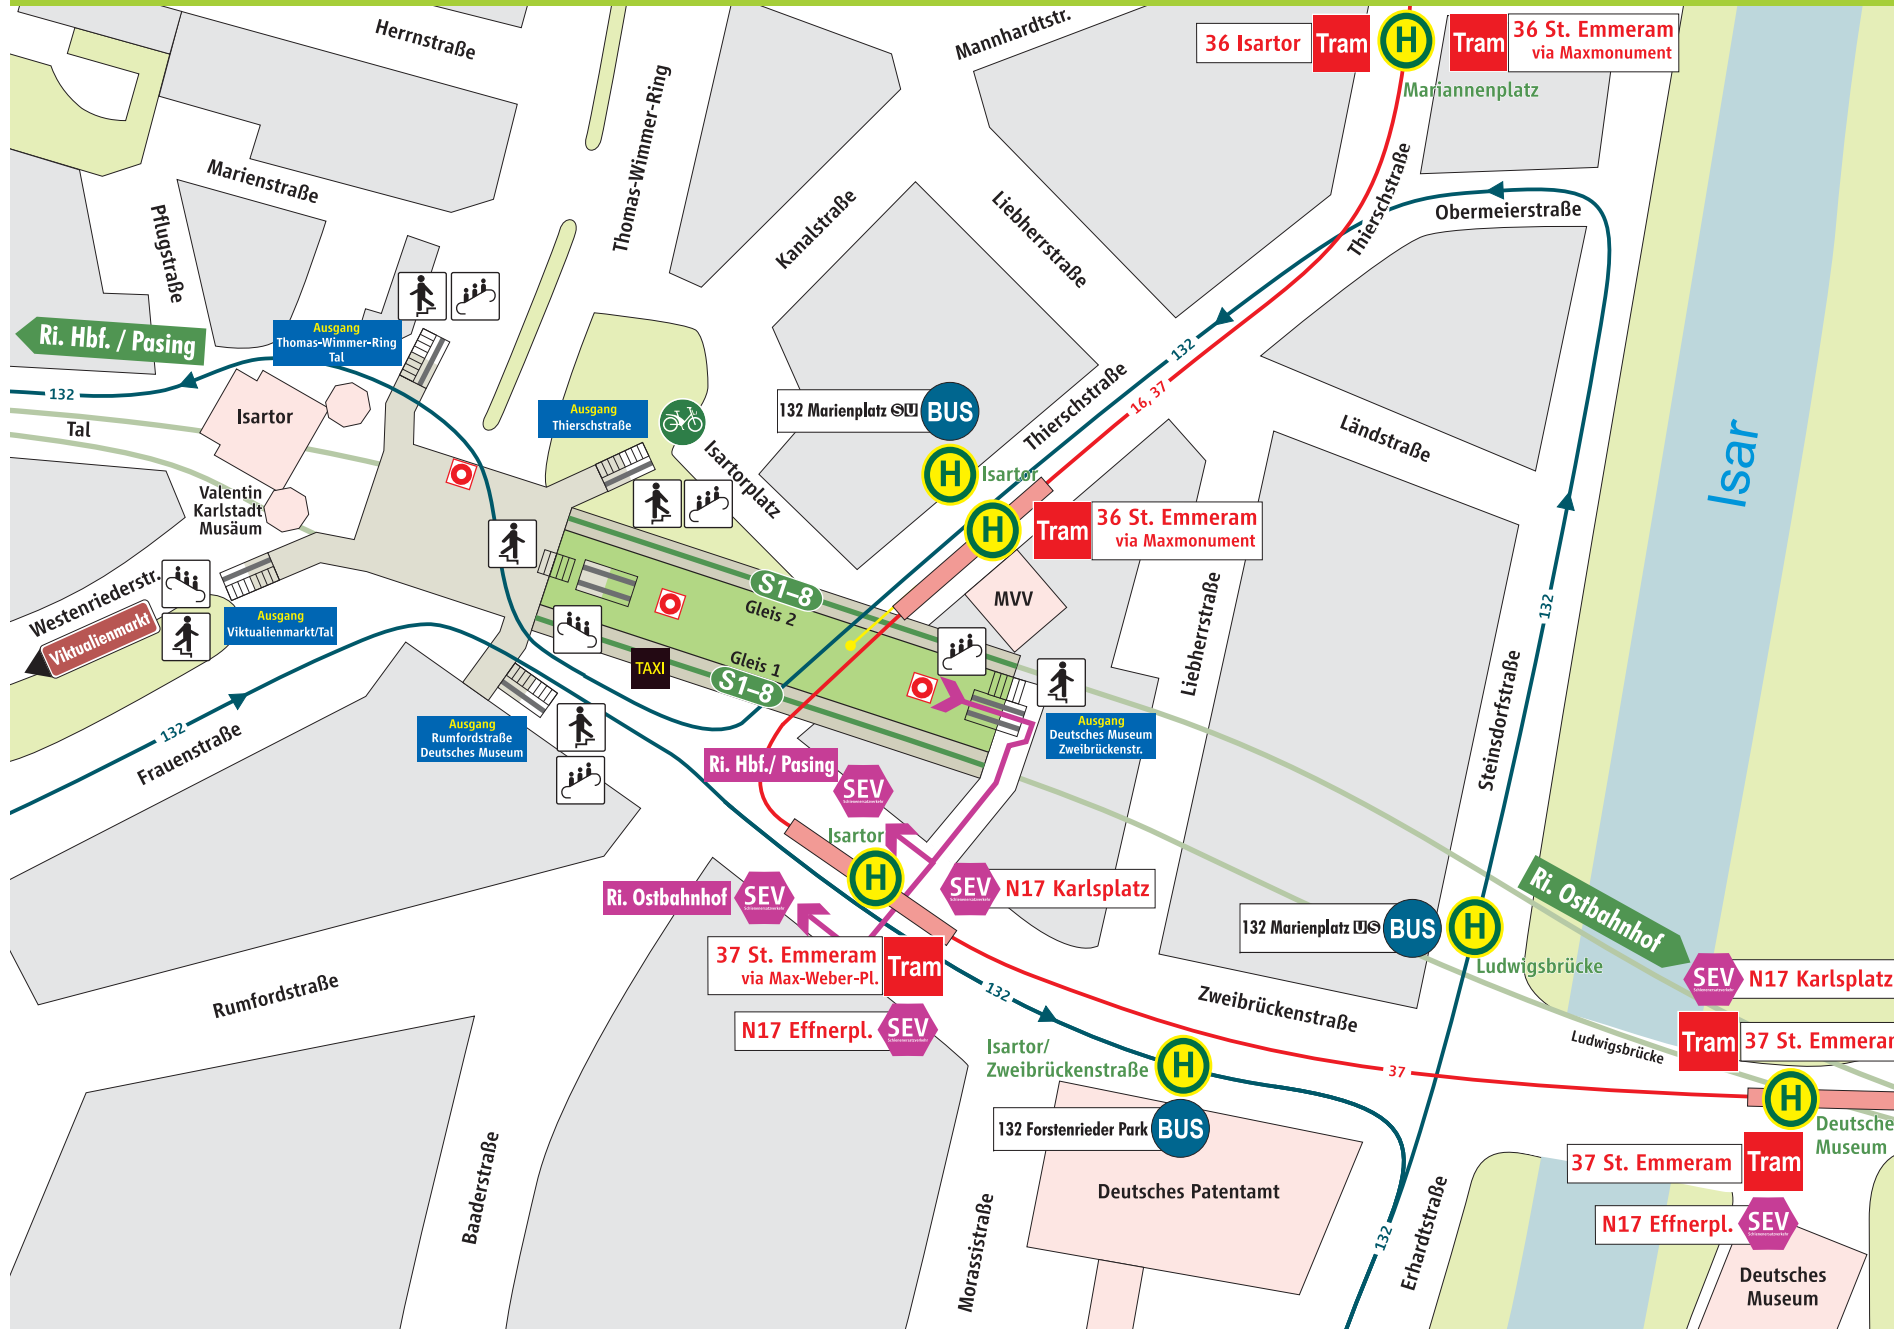 Herrnstraße
Mannhardtstr.
36 Isartor
Tram
H
Tram
36 St. Emmeram
via Maxmonument
Mariannenplatz
Thomas-Wimmer-Ring
Marienstraße
Pflugstraße
Kanalstraße
Liebherrstraße
Thierschstraße
Obermeierstraße
Ri. Hbf. / Pasing
Ausgang
Thomas-Wimmer-Ring
Tal
132
Isartor
Tal
Ausgang
Thierschstraße
Isartorplatz
132 Marienplatz S U
BUS
H
Isartor
Thierschstraße
132
16, 37
Ländstraße
Isar
Valentin
Karlstadt
Musäum
H
Tram
36 St. Emmeram
via Maxmonument
Westenriederstr.
Viktualienmarkt
Ausgang
Viktualienmarkt/Tal
S1–8
Gleis 2
MVV
Liebherrstraße
132
Gleis 1
S1–8
TAXI
Steinsdorfstraße
132
Frauenstraße
Ausgang
Rumfordstraße
Deutsches Museum
Ausgang
Deutsches Museum
Zweibrückenstr.
Ri. Hbf./ Pasing
SEV
Schienenersatzverkehr
Isartor
H
Ri. Ostbahnhof
SEV
Schienenersatzverkehr
SEV
Schienenersatzverkehr
N17 Karlsplatz
Ri. Ostbahnhof
132 Marienplatz U S
BUS
H
Ludwigsbrücke
37 St. Emmeram
via Max-Weber-Pl.
Tram
SEV
Schienenersatzverkehr
N17 Karlsplatz
Rumfordstraße
132
Zweibrückenstraße
N17 Effnerpl.
SEV
Schienenersatzverkehr
Ludwigsbrücke
Tram
37 St. Emmeram
Isartor/
Zweibrückenstraße
H
37
H
Deutsche
Museum
132 Forstenrieder Park
BUS
37 St. Emmeram
Tram
Baaderstraße
Deutsches Patentamt
Morassistraße
132
Erhardtstraße
N17 Effnerpl.
SEV
Schienenersatzverkehr
Deutsches
Museum